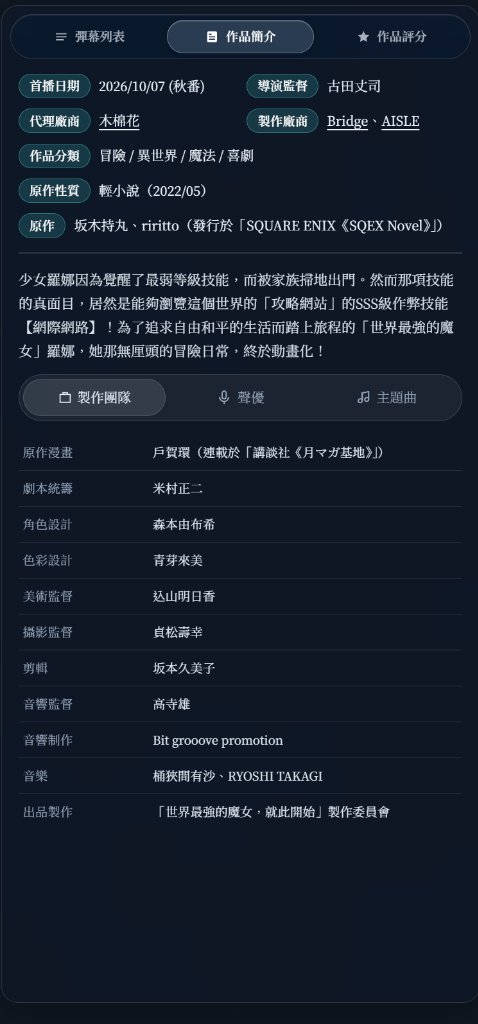 彈幕列表 作品簡介 作品評分
首播日期 2026/10/07 (秋番) 導演監督 古田丈司
代理廠商 木棉花 製作廠商 Bridge、AISLE
作品分類 冒險 / 異世界 / 魔法 / 喜劇
原作性質 輕小說（2022/05）
原作 坂木持丸、riritto（發行於「SQUARE ENIX《SQEX Novel》」）
少女羅娜因為覺醒了最弱等級技能，而被家族掃地出門。然而那項技能
的真面目，居然是能夠瀏覽這個世界的「攻略網站」的SSS級作弊技能
【網際網路】！為了追求自由和平的生活而踏上旅程的「世界最強的魔
女」羅娜，她那無厘頭的冒險日常，終於動畫化！
製作團隊 聲優 主題曲
原作漫畫 戶賀環（連載於「講談社《月マガ基地》」）
劇本統籌 米村正二
角色設計 森本由布希
色彩設計 青芽來美
美術監督 込山明日香
攝影監督 貞松壽幸
剪輯 坂本久美子
音響監督 高寺雄
音響制作 Bit grooove promotion
音樂 桶狹間有沙、RYOSHI TAKAGI
出品製作 「世界最強的魔女，就此開始」製作委員會